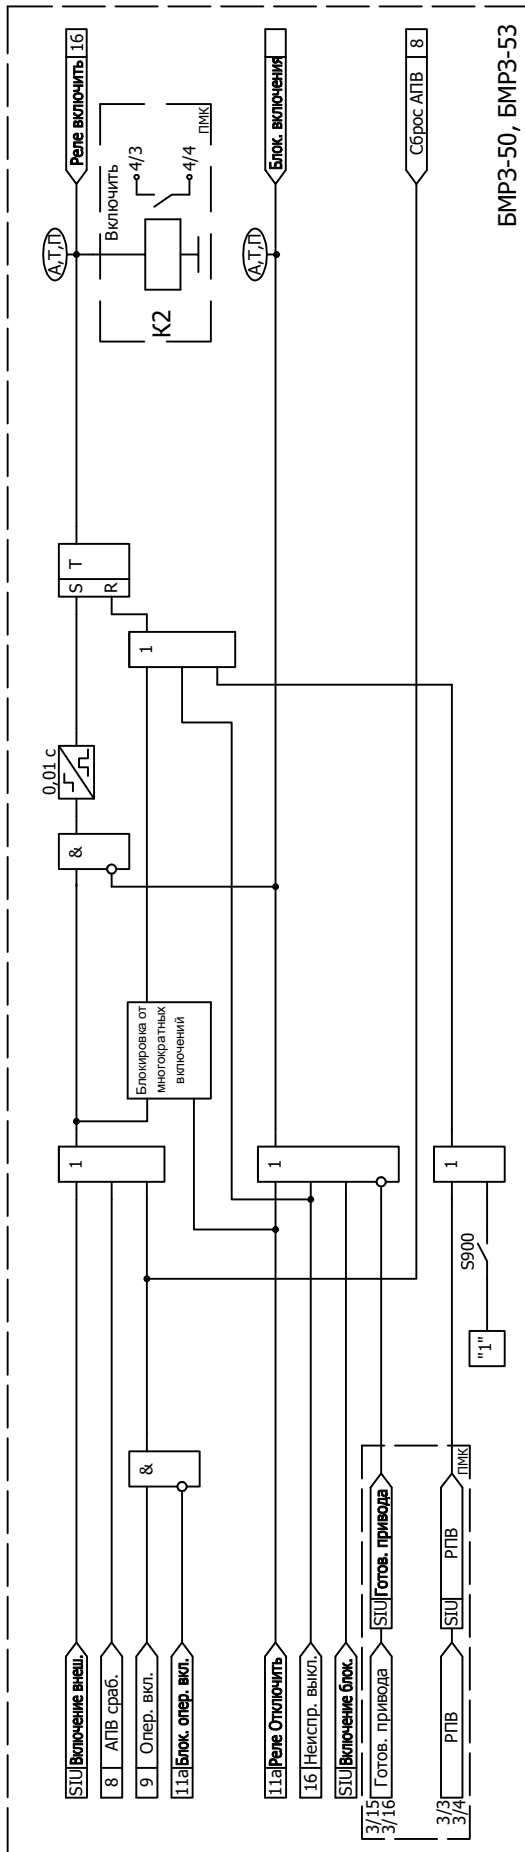 SIU Включение внеш.
8 АПВ сраб.
9 Опер. вкл.
11а Блок. опер. вкл.
11а Реле Отключить
16 Неиспр. выкл.
SIU Включение блок.
3/15
3/16
Готов. привода
SIU Готов. привода
3/3
3/4
РПВ
SIU РПВ
ПМК
&
"1"
S900
1
1
1
Блокировка от
многократных
включений
&
0,01 с
1
S T
R
А,Т,П
Реле включить 16
Включить
К2
4/3
4/4
ПМК
А,Т,П
Блок. включения
Сброс АПВ 8
БМРЗ-50, БМРЗ-53